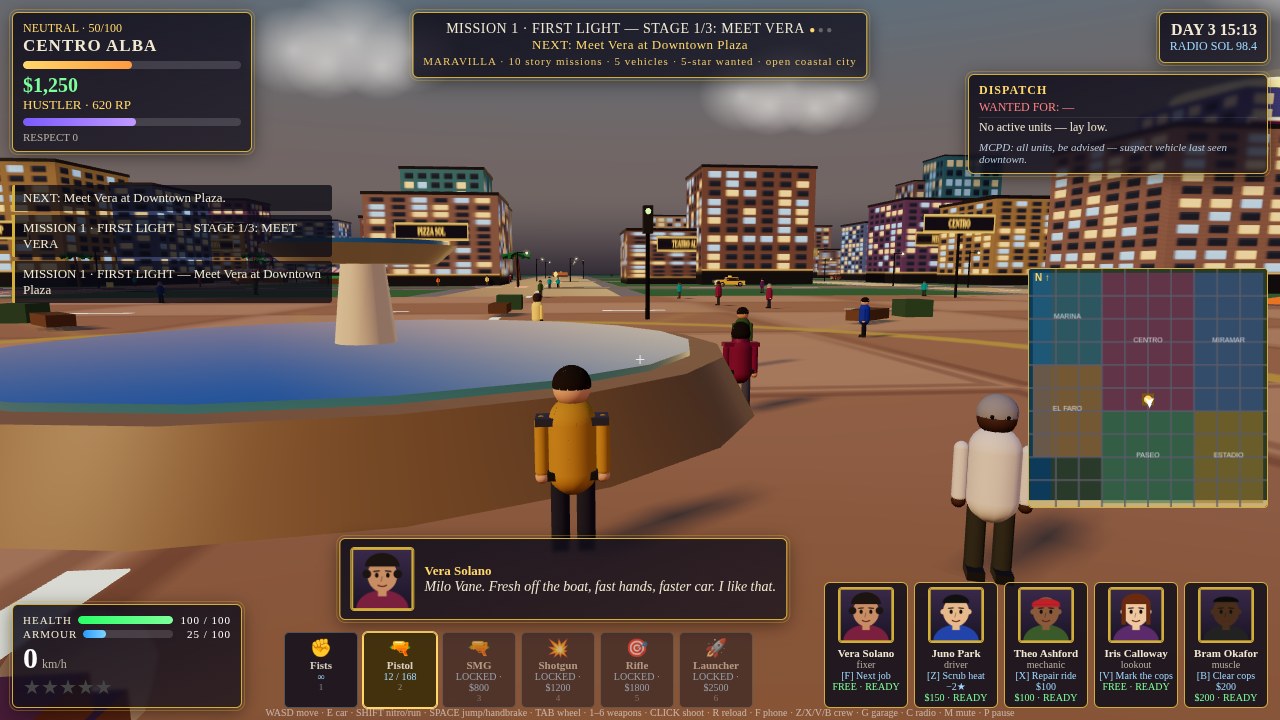 NEUTRAL · 50/100
CENTRO ALBA
$1,250
HUSTLER · 620 RP
RESPECT 0
MISSION 1 · FIRST LIGHT — STAGE 1/3: MEET VERA
NEXT: Meet Vera at Downtown Plaza
MARAVILLA · 10 story missions · 5 vehicles · 5-star wanted · open coastal city
DAY 3 15:13
RADIO SOL 98.4
DISPATCH
WANTED FOR: —
No active units — lay low.
MCPD: all units, be advised — suspect vehicle last seen
downtown.
NEXT: Meet Vera at Downtown Plaza.
MISSION 1 · FIRST LIGHT — STAGE 1/3: MEET
VERA
MISSION 1 · FIRST LIGHT — Meet Vera at Downtown
Plaza
PIZZA SOL
CENTRO
N ↑
MARINA
CENTRO
MIRAMAR
EL FARO
PASEO
ESTADIO
Vera Solano
Milo Vane. Fresh off the boat, fast hands, faster car. I like that.
HEALTH 100 / 100
ARMOUR 25 / 100
0 km/h
★★★★★
Fists
∞
1
Pistol
12 / 168
2
SMG
LOCKED ·
$800
3
Shotgun
LOCKED ·
$1200
4
Rifle
LOCKED ·
$1800
5
Launcher
LOCKED ·
$2500
6
Vera Solano
fixer
[F] Next job
FREE · READY
Juno Park
driver
[Z] Scrub heat
−2★
$150 · READY
Theo Ashford
mechanic
[X] Repair ride
$100
$100 · READY
Iris Calloway
lookout
[V] Mark the cops
FREE · READY
Bram Okafor
muscle
[B] Clear cops
$200
$200 · READY
WASD move · E car · SHIFT nitro/run · SPACE jump/handbrake · TAB wheel · 1–6 weapons · CLICK shoot · R reload · F phone · Z/X/V/B crew · G garage · C radio · M mute · P pause